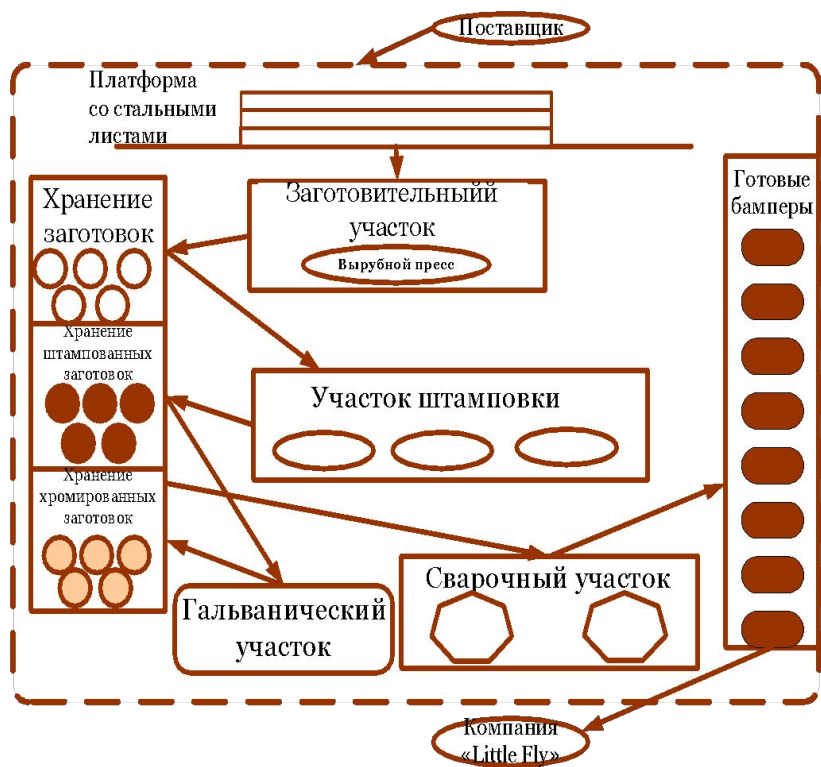 Поставщик
Платформа
со стальными
листами
Заготовительныйй
участок
Вырубной пресс
Хранение
заготовок
Готовые
бамперы
Хранение
штампованных
заготовок
Участок штамповки
Хранение
хромированных
заготовок
Сварочный участок
Гальванический
участок
Компания
«Little Fly»